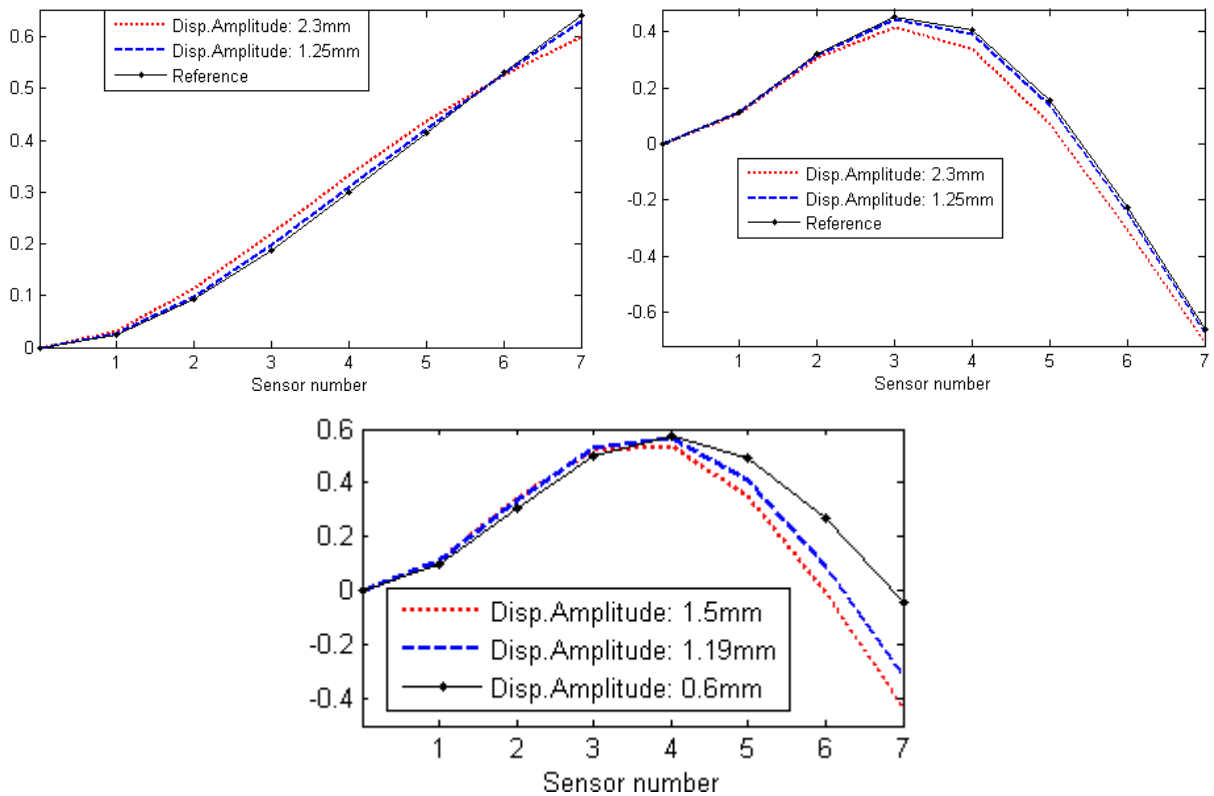 0.6
0.5
0.4
0.3
0.2
0.1
0
Disp.Amplitude: 2.3mm
Disp.Amplitude: 1.25mm
Reference
1 2 3 4 5 6 7
Sensor number
0.4
0.2
0
-0.2
-0.4
-0.6
Disp.Amplitude: 2.3mm
Disp.Amplitude: 1.25mm
Reference
1 2 3 4 5 6 7
Sensor number
0.6
0.4
0.2
0
-0.2
-0.4
Disp.Amplitude: 1.5mm
Disp.Amplitude: 1.19mm
Disp.Amplitude: 0.6mm
1 2 3 4 5 6 7
Sensor number